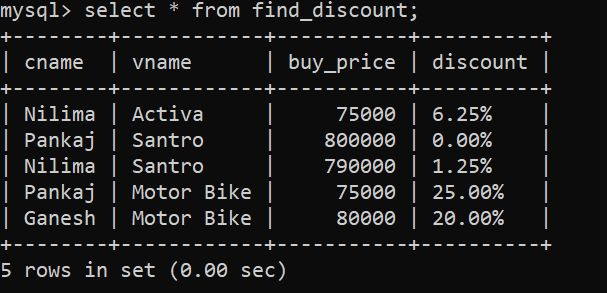 mysql> select * from find_discount;
+--------+------------+-----------+----------+
| cname  | vname      | buy_price | discount |
+--------+------------+-----------+----------+
| Nilima | Activa     |     75000 | 6.25%    |
| Pankaj | Santro     |    800000 | 0.00%    |
| Nilima | Santro     |    790000 | 1.25%    |
| Pankaj | Motor Bike |     75000 | 25.00%   |
| Ganesh | Motor Bike |     80000 | 20.00%   |
+--------+------------+-----------+----------+
5 rows in set (0.00 sec)